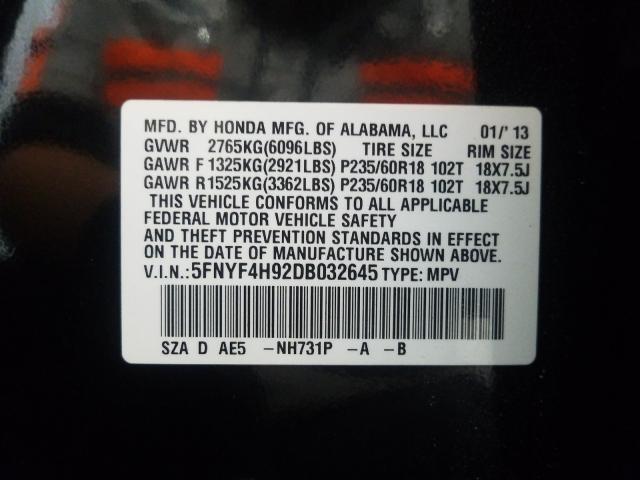 MFD. BY HONDA MFG. OF ALABAMA, LLC 01/'13
GVWR 2765KG(6096LBS) TIRE SIZE RIM SIZE
GAWR F 1325KG(2921LBS) P235/60R18 102T 18X7.5J
GAWR R1525KG(3362LBS) P235/60R18 102T 18X7.5J
THIS VEHICLE CONFORMS TO ALL APPLICABLE
FEDERAL MOTOR VEHICLE SAFETY
AND THEFT PREVENTION STANDARDS IN EFFECT
ON THE DATE OF MANUFACTURE SHOWN ABOVE.
V.I.N.:5FNYF4H92DB032645 TYPE: MPV
SZA D AE5 -NH731P -A -B